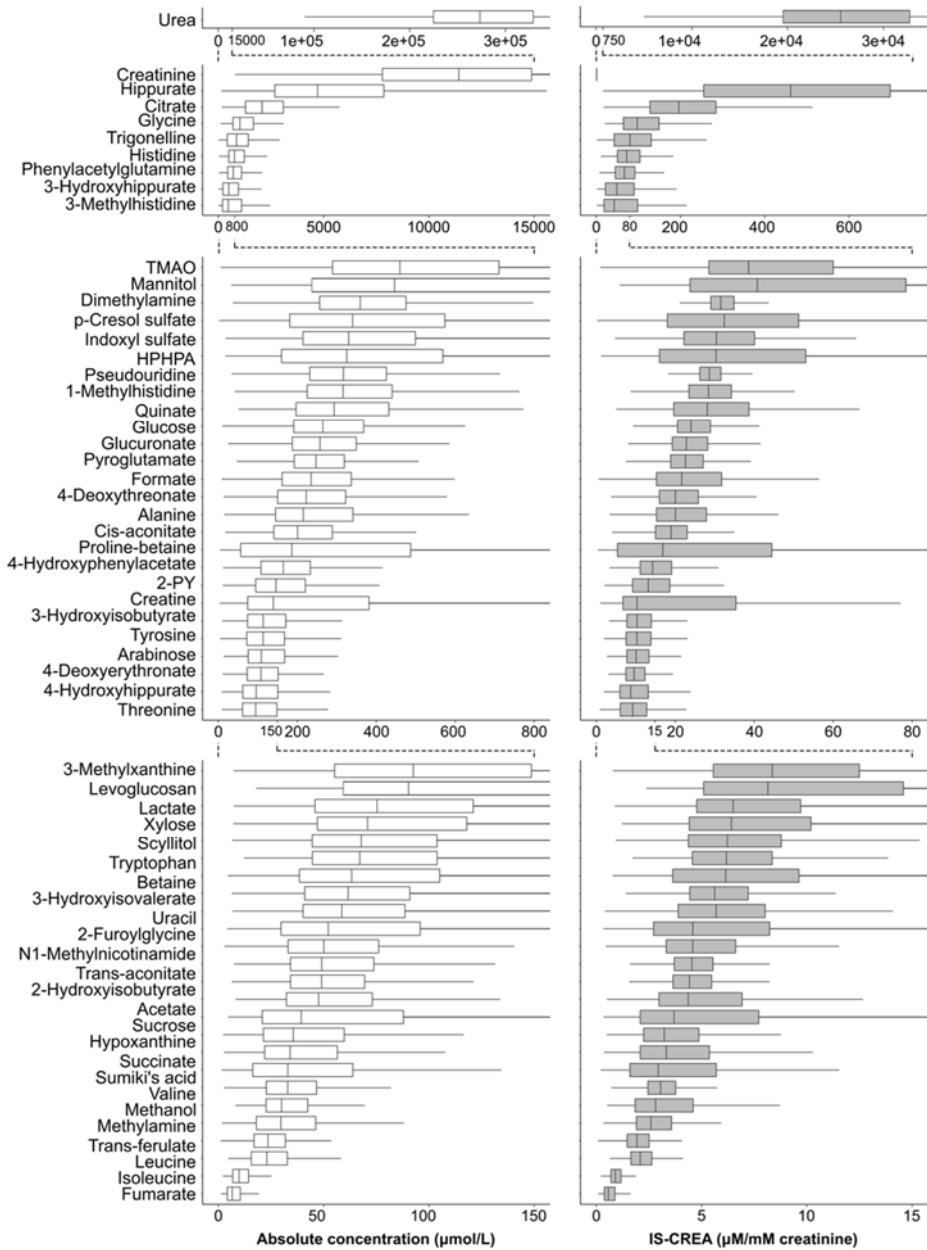 Urea
0 15000 1e+05 2e+05 3e+05
0 750 1e+04 2e+04 3e+04
Creatinine
Hippurate
Citrate
Glycine
Trigonelline
Histidine
Phenylacetylglutamine
3-Hydroxyhippurate
3-Methylhistidine
0 800 5000 10000 15000
0 80 200 400 600
TMAO
Mannitol
Dimethylamine
p-Cresol sulfate
Indoxyl sulfate
HPHPA
Pseudouridine
1-Methylhistidine
Quinate
Glucose
Glucuronate
Pyroglutamate
Formate
4-Deoxythreonate
Alanine
Cis-aconitate
Proline-betaine
4-Hydroxyphenylacetate
2-PY
Creatine
3-Hydroxyisobutyrate
Tyrosine
Arabinose
4-Deoxyerythronate
4-Hydroxyhippurate
Threonine
0 150 200 400 600 800
0 15 20 40 60 80
3-Methylxanthine
Levoglucosan
Lactate
Xylose
Scyllitol
Tryptophan
Betaine
3-Hydroxyisovalerate
Uracil
2-Furoylglycine
N1-Methylnicotinamide
Trans-aconitate
2-Hydroxyisobutyrate
Acetate
Sucrose
Hypoxanthine
Succinate
Sumiki's acid
Valine
Methanol
Methylamine
Trans-ferulate
Leucine
Isoleucine
Fumarate
0 50 100 150
0 5 10 15
Absolute concentration (μmol/L)
IS-CREA (μM/mM creatinine)